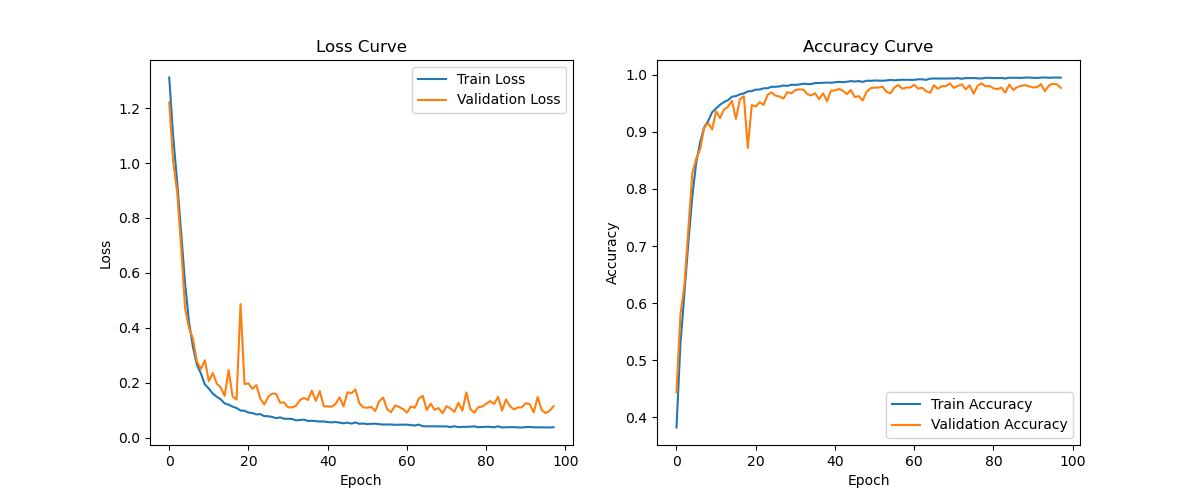 Loss Curve
Train Loss
Validation Loss
Loss
1.2
1.0
0.8
0.6
0.4
0.2
0.0
0 20 40 60 80 100
Epoch
Accuracy Curve
Accuracy
1.0
0.9
0.8
0.7
0.6
0.5
0.4
Train Accuracy
Validation Accuracy
0 20 40 60 80 100
Epoch